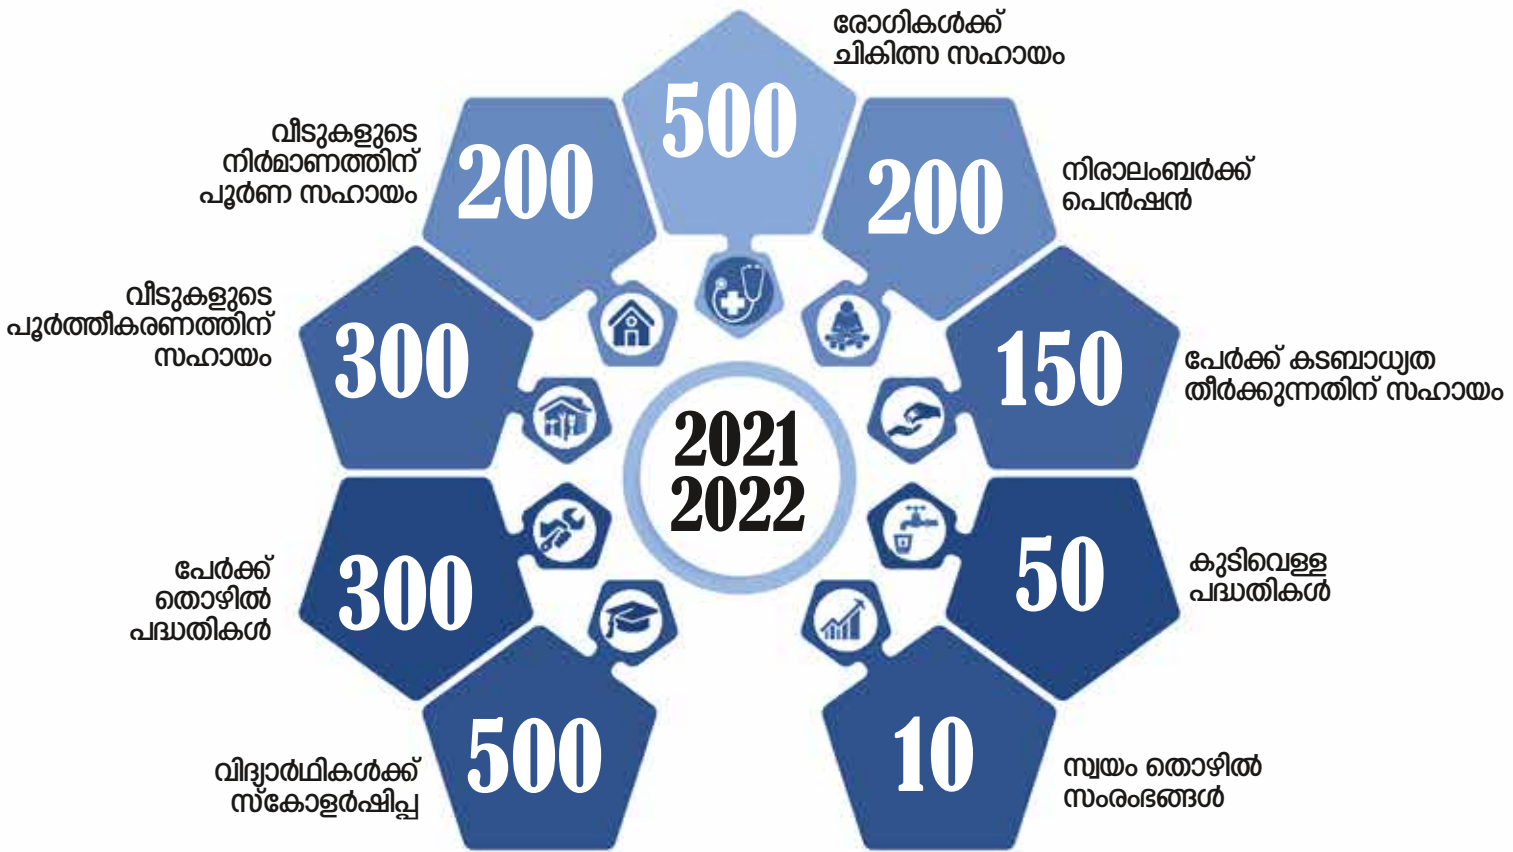 500
രോഗികൾക്ക്
ചികിത്സ സഹായം
200
നിരാലംബർക്ക്
പെൻഷൻ
150
പേർക്ക് കടബാധ്യത
തീർക്കുന്നതിന് സഹായം
50
കുടിവെള്ള
പദ്ധതികൾ
10
സ്വയം തൊഴിൽ
സംരംഭങ്ങൾ
വീടുകളുടെ
നിർമാണത്തിന്
പൂർണ സഹായം
200
വീടുകളുടെ
പൂർത്തീകരണത്തിന്
സഹായം
300
പേർക്ക്
തൊഴിൽ
പദ്ധതികൾ
300
വിദ്യാർഥികൾക്ക്
സ്കോളർഷിപ്പ
500
2021
2022